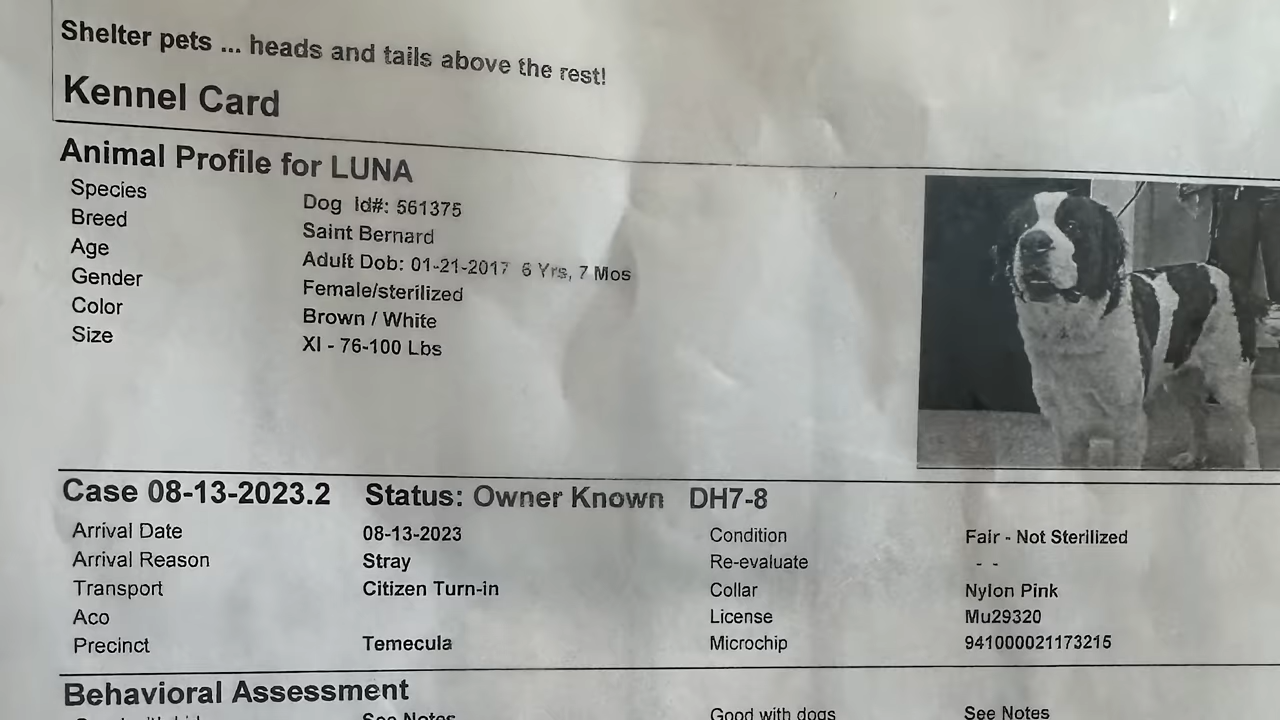 Shelter pets ... heads and tails above the rest!
Kennel Card
Animal Profile for LUNA
Species Dog Id#: 561375
Breed Saint Bernard
Age Adult Dob: 01-21-2017 6 Yrs, 7 Mos
Gender Female/sterilized
Color Brown / White
Size Xl - 76-100 Lbs
Case 08-13-2023.2 Status: Owner Known DH7-8
Arrival Date 08-13-2023 Condition Fair - Not Sterilized
Arrival Reason Stray Re-evaluate - -
Transport Citizen Turn-in Collar Nylon Pink
Aco License Mu29320
Precinct Temecula Microchip 941000021173215
Behavioral Assessment
See Notes Good with dogs See Notes